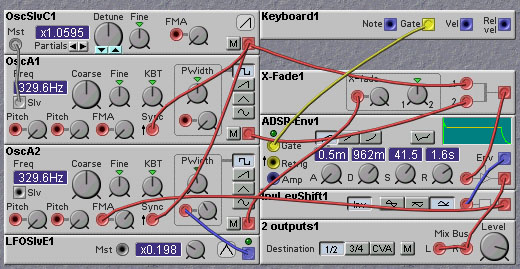 OscSlvC1
Mst
x1.0595
Partials
Detune
Fine
FMA
M
Keyboard1
Note
Gate
Vel
Rel vel
OscA1
Freq
329.6Hz
Slv
Coarse
Fine
KBT
PWidth
Pitch
Pitch
FMA
Sync
M
X-Fade1
X-fade
1
2
1
2
ADSR-Env1
Gate
Retrig
Amp
0.5m
962m
41.5
1.6s
A
D
S
R
Env
OscA2
Freq
329.6Hz
Slv
Coarse
Fine
KBT
PWidth
Pitch
Pitch
FMA
Sync
M
InvLevShift1
Inv
LFOSlvE1
Mst
x0.198
2 outputs1
Destination
1/2
3/4
CVA
M
Mix Bus
L
R
Level